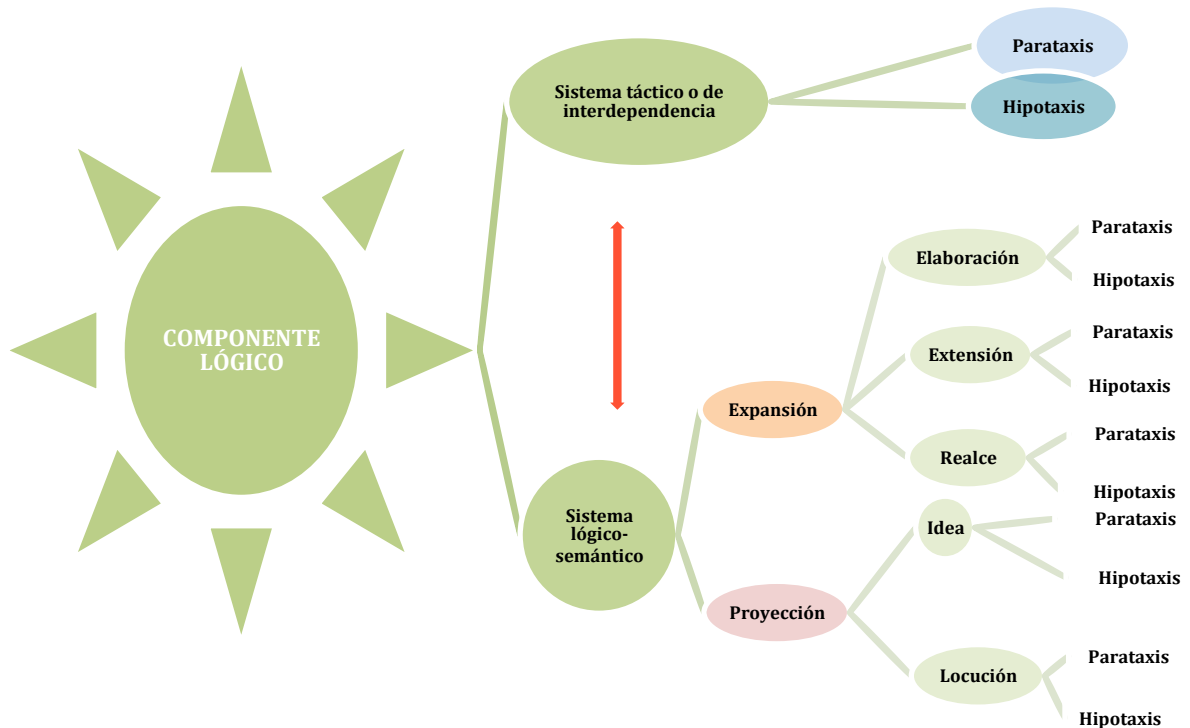 COMPONENTE
LÓGICO
Sistema táctico o de
interdependencia
Parataxis
Hipotaxis
Sistema
lógico-
semántico
Expansión
Elaboración
Parataxis
Hipotaxis
Extensión
Parataxis
Hipotaxis
Realce
Parataxis
Hipotaxis
Proyección
Idea
Parataxis
Hipotaxis
Locución
Parataxis
Hipotaxis